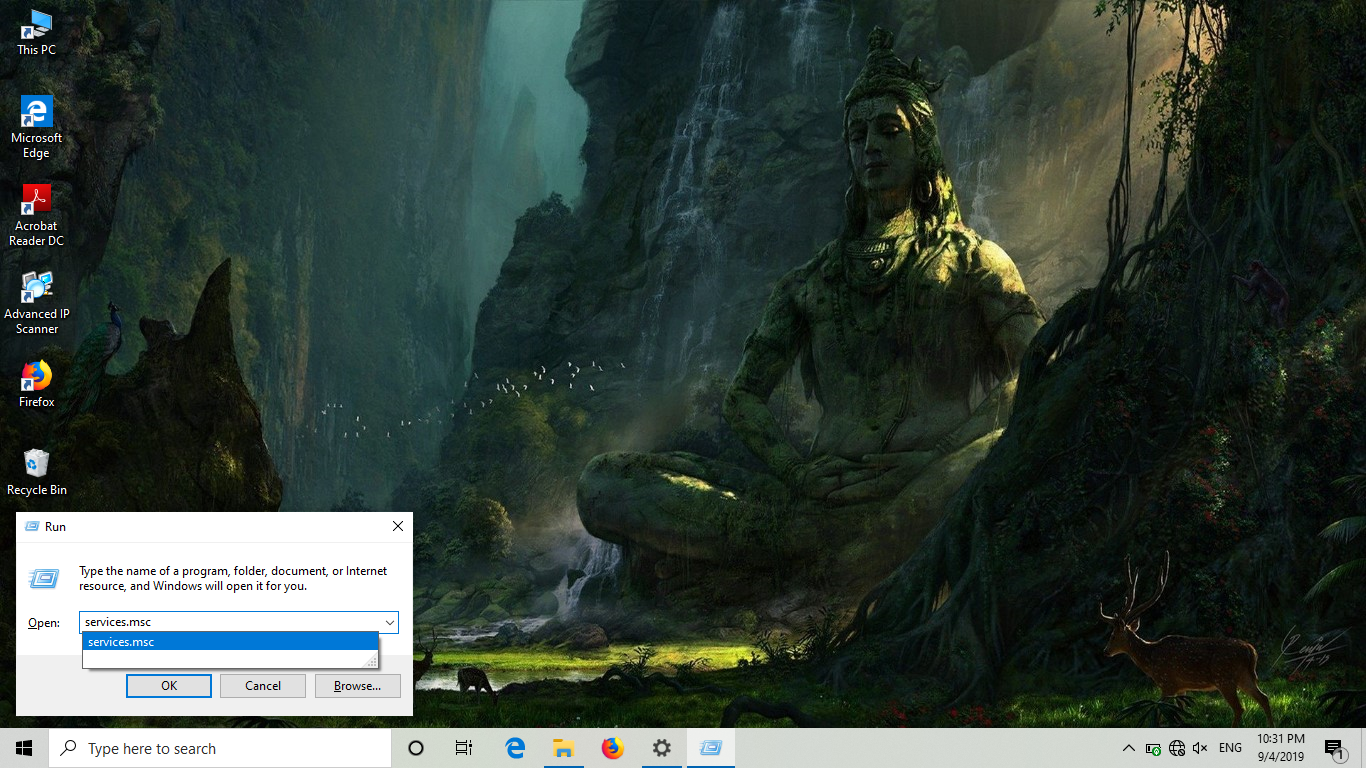 This PC
Microsoft
Edge
Acrobat
Reader DC
Advanced IP
Scanner
Firefox
Recycle Bin
Run
Type the name of a program, folder, document, or Internet
resource, and Windows will open it for you.
Open:
services.msc
services.msc
OK
Cancel
Browse...
Type here to search
ENG
10:31 PM
9/4/2019
1